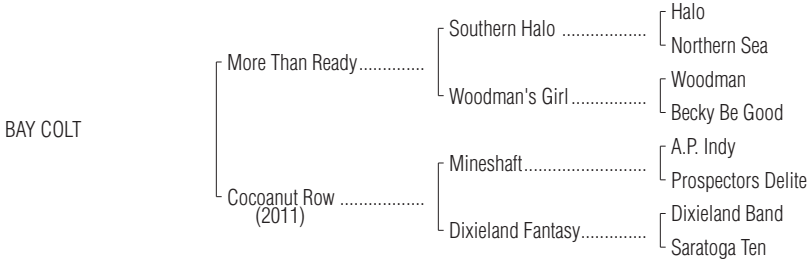 Halo
Southern Halo ..................
Northern Sea
More Than Ready..............
Woodman
Woodman's Girl................
Becky Be Good
BAY COLT
A.P. Indy
Mineshaft..........................
Prospectors Delite
Cocoanut Row ..................
(2011)
Dixieland Band
Dixieland Fantasy..............
Saratoga Ten